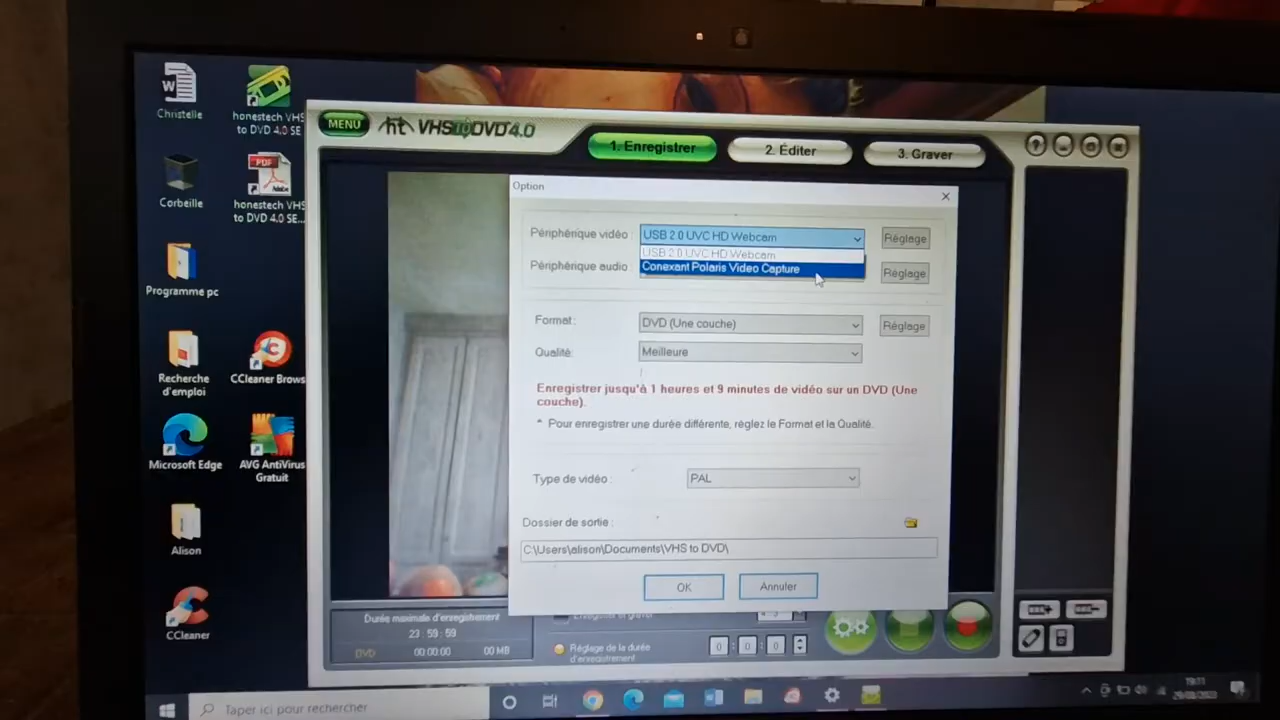 Christelle
honestech VHS
to DVD 4.0 SE
Corbeille
PDF
Adobe
honestech VHS
to DVD 4.0 SE...
Programme pc
Recherche
d'emploi
CCleaner Brows
Microsoft Edge
AVG AntiVirus
Gratuit
Alison
CCleaner
MENU
ht VHS to DVD 4.0
1. Enregistrer
2. Éditer
3. Graver
Option
Périphérique vidéo :
USB 2.0 UVC HD Webcam
Réglage
USB 2.0 UVC HD Webcam
Conexant Polaris Video Capture
Périphérique audio :
Réglage
Format:
DVD (Une couche)
Réglage
Qualité:
Meilleure
Enregistrer jusqu'à 1 heures et 9 minutes de vidéo sur un DVD (Une
couche).
* Pour enregistrer une durée différente, réglez le Format et la Qualité.
Type de vidéo :
PAL
Dossier de sortie :
C:\Users\alison\Documents\VHS to DVD\
OK
Annuler
Durée maximale d'enregistrement
23 : 59 : 59
DVD 00:00:00 00 MB
Réglage de la durée
d'enregistrement
0 : 0 : 0
Taper ici pour rechercher
19:11